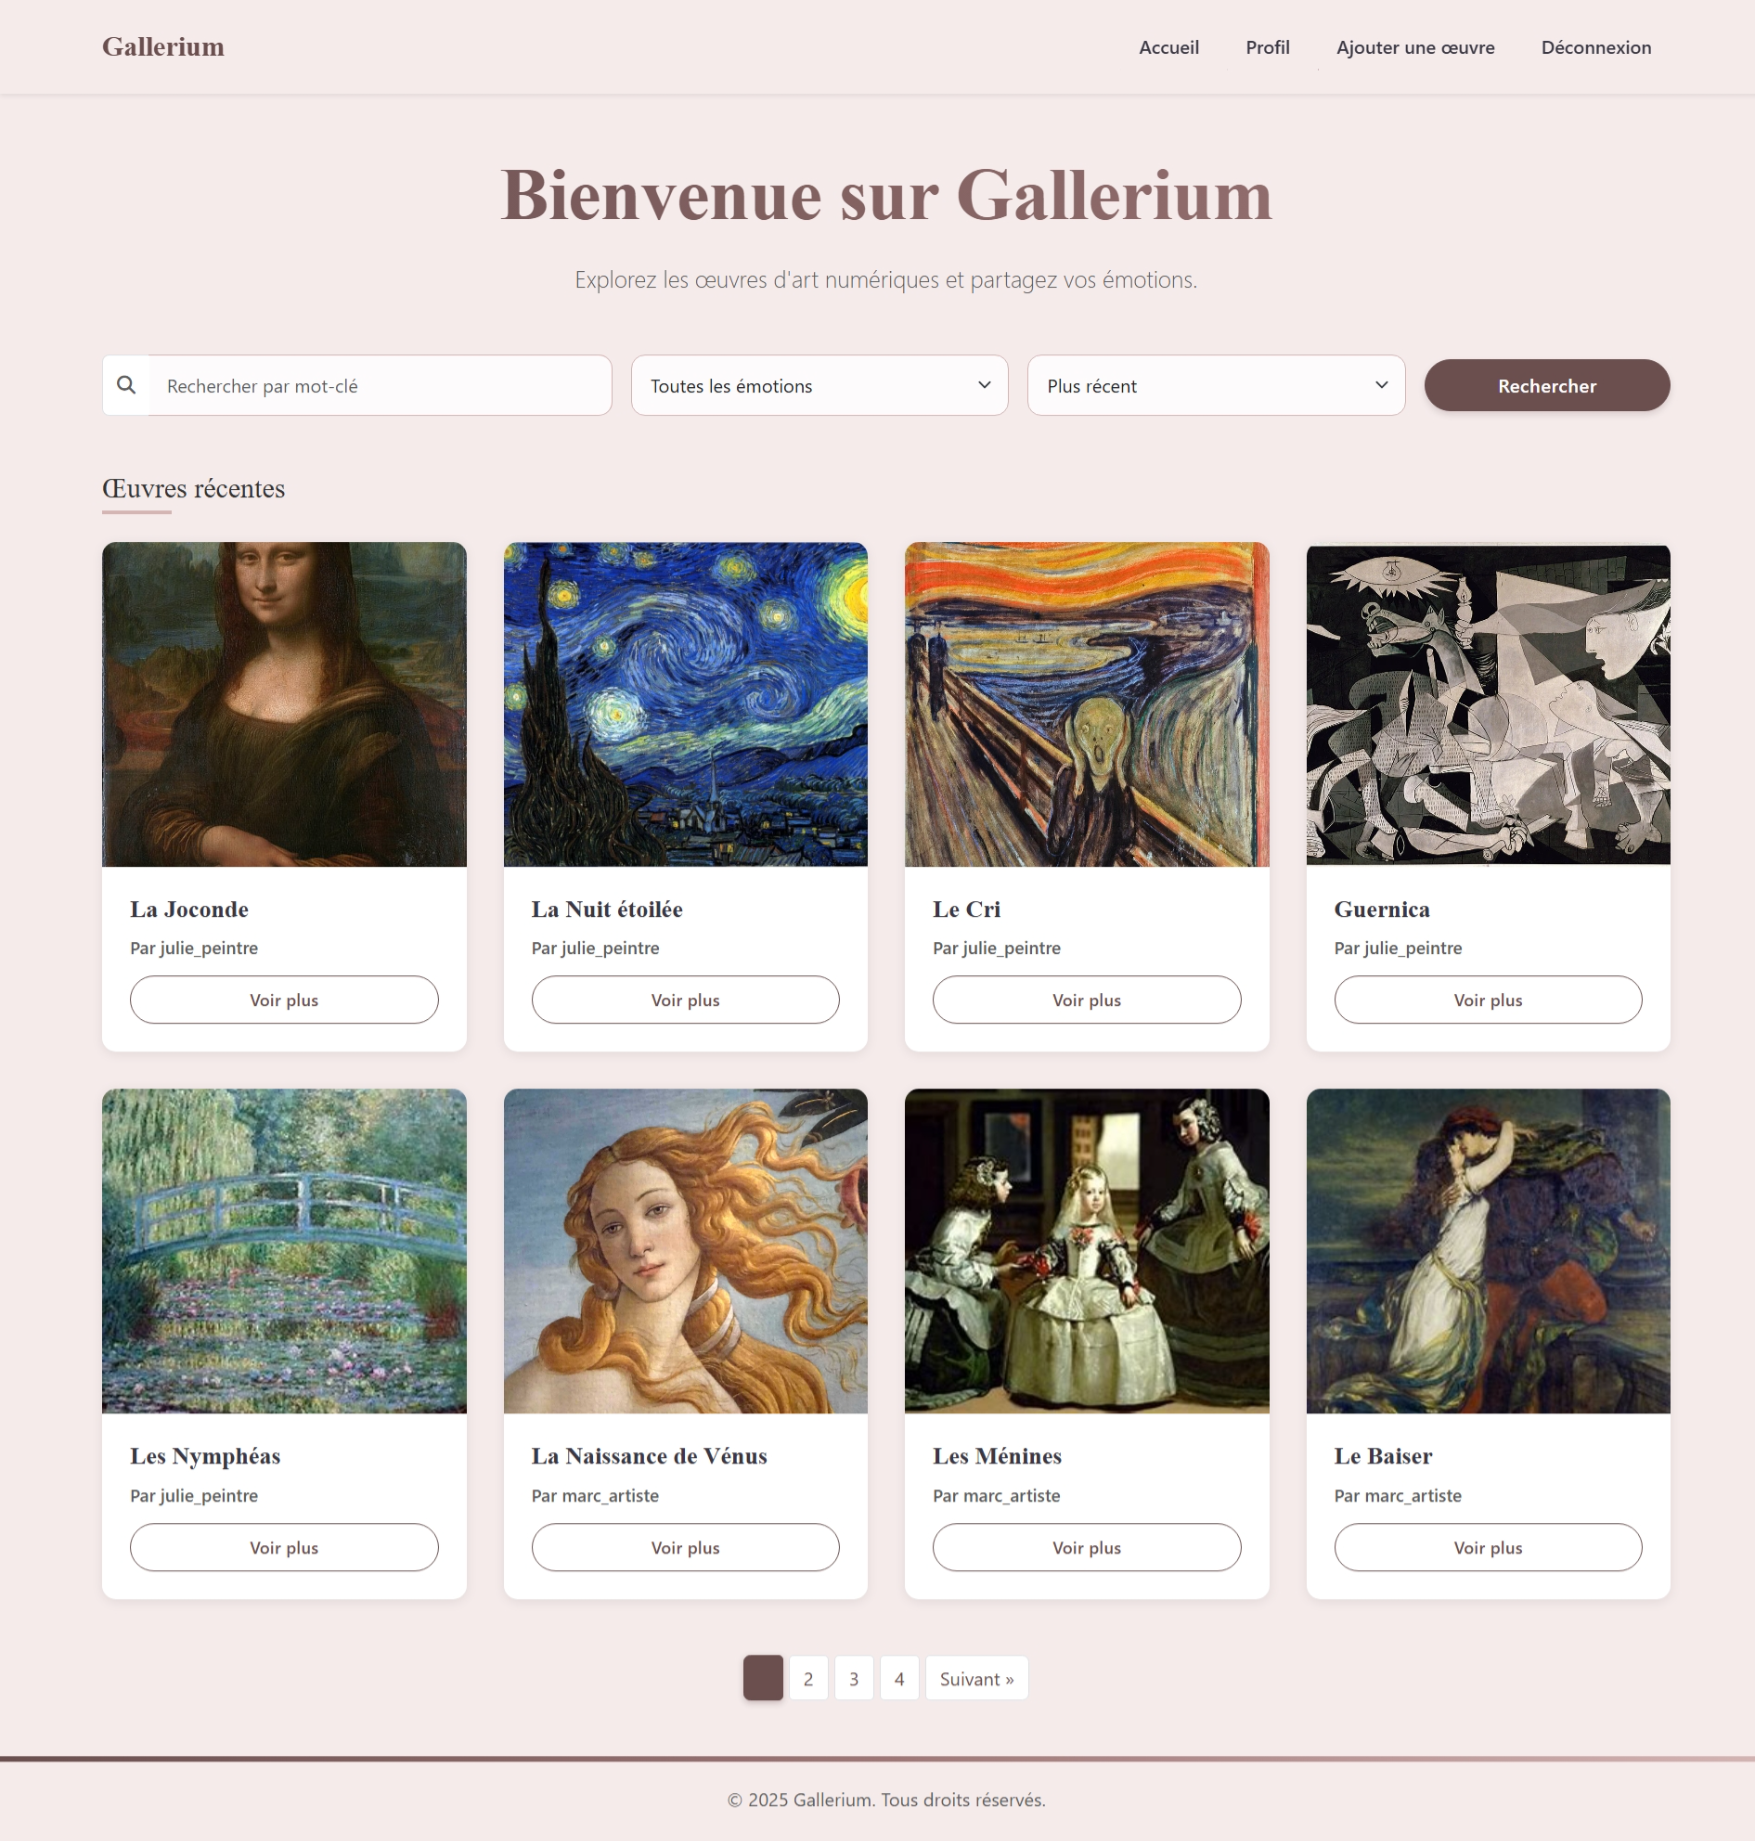 Gallerium
Accueil Profil Ajouter une œuvre Déconnexion
Bienvenue sur Gallerium
Explorez les œuvres d'art numériques et partagez vos émotions.
Rechercher par mot-clé Toutes les émotions Plus récent Rechercher
Œuvres récentes
La Joconde
Par julie_peintre
Voir plus
La Nuit étoilée
Par julie_peintre
Voir plus
Le Cri
Par julie_peintre
Voir plus
Guernica
Par julie_peintre
Voir plus
Les Nymphéas
Par julie_peintre
Voir plus
La Naissance de Vénus
Par marc_artiste
Voir plus
Les Ménines
Par marc_artiste
Voir plus
Le Baiser
Par marc_artiste
Voir plus
2 3 4 Suivant »
© 2025 Gallerium. Tous droits réservés.